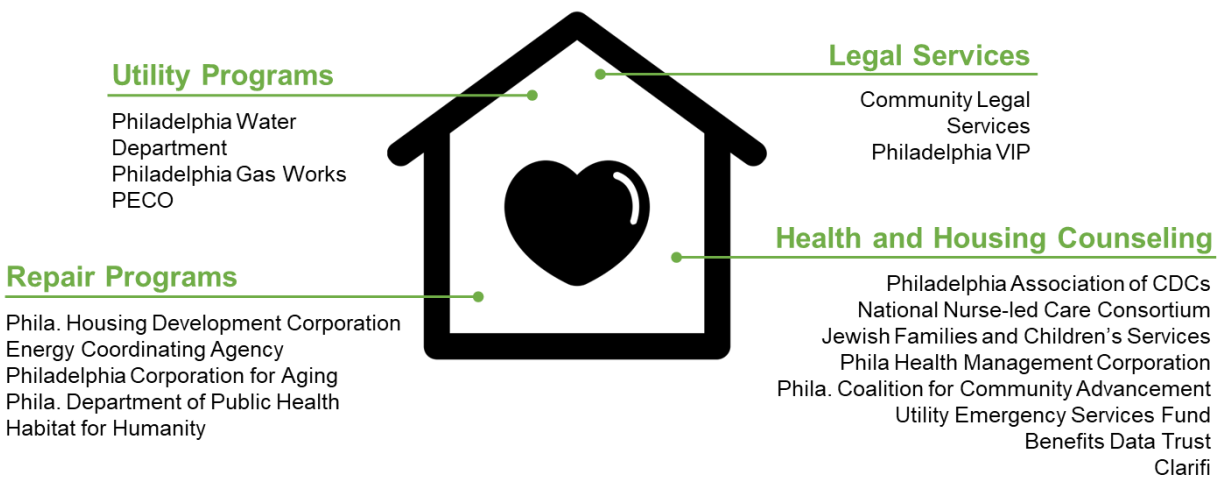 Utility Programs
Philadelphia Water
Department
Philadelphia Gas Works
PECO
Legal Services
Community Legal
Services
Philadelphia VIP
Repair Programs
Phila. Housing Development Corporation
Energy Coordinating Agency
Philadelphia Corporation for Aging
Phila. Department of Public Health
Habitat for Humanity
Health and Housing Counseling
Philadelphia Association of CDCs
National Nurse-led Care Consortium
Jewish Families and Children’s Services
Phila Health Management Corporation
Phila. Coalition for Community Advancement
Utility Emergency Services Fund
Benefits Data Trust
Clarifi